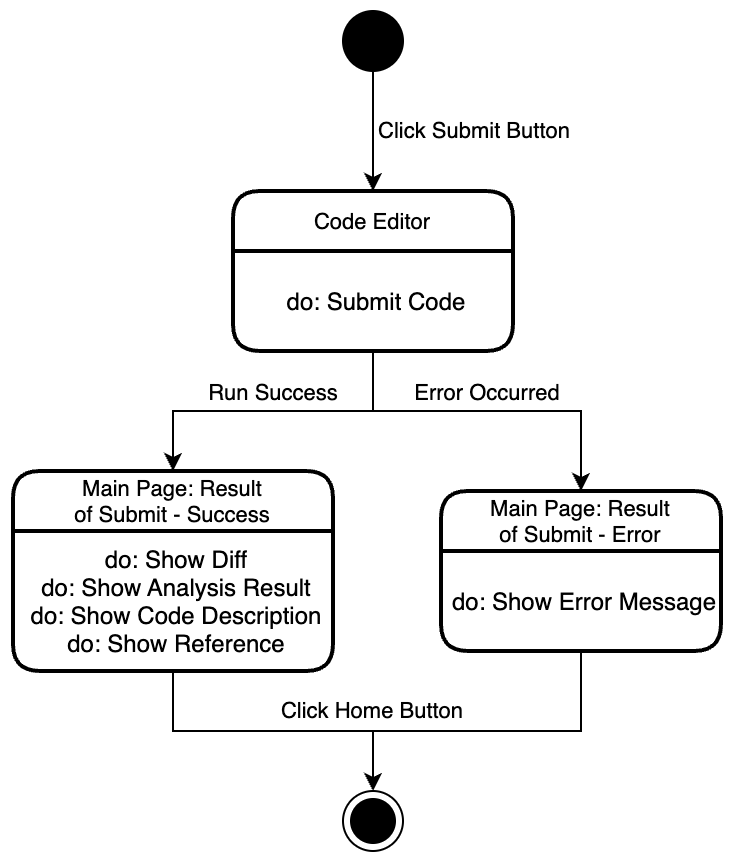 Click Submit Button
Code Editor
do: Submit Code
Run Success
Error Occurred
Main Page: Result
of Submit - Success
do: Show Diff
do: Show Analysis Result
do: Show Code Description
do: Show Reference
Main Page: Result
of Submit - Error
do: Show Error Message
Click Home Button